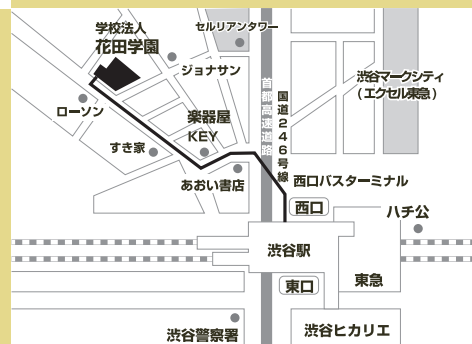 学校法人
花田学園
セルリアンタワー
ジョナサン
渋谷マークシティ
(エクセル東急)
ローソン
首都高速道路
国道246号線
楽器屋
KEY
すき家
あおい書店
西口バスターミナル
西口
ハチ公
渋谷駅
東口
東急
渋谷警察署
渋谷ヒカリエ